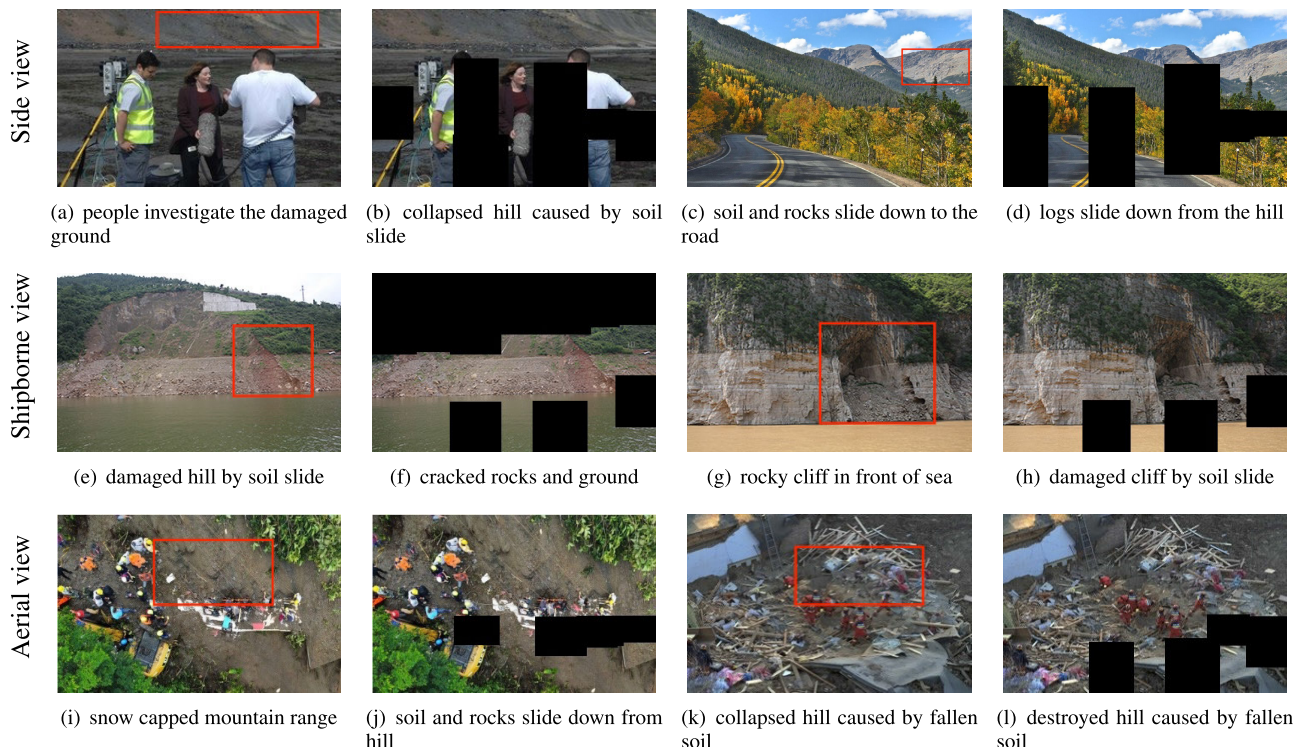 Side view
(a) people investigate the damaged
ground
(b) collapsed hill caused by soil
slide
(c) soil and rocks slide down to the
road
(d) logs slide down from the hill
Shipborne view
(e) damaged hill by soil slide
(f) cracked rocks and ground
(g) rocky cliff in front of sea
(h) damaged cliff by soil slide
Aerial view
(i) snow capped mountain range
(j) soil and rocks slide down from
hill
(k) collapsed hill caused by fallen
soil
(l) destroyed hill caused by fallen
soil